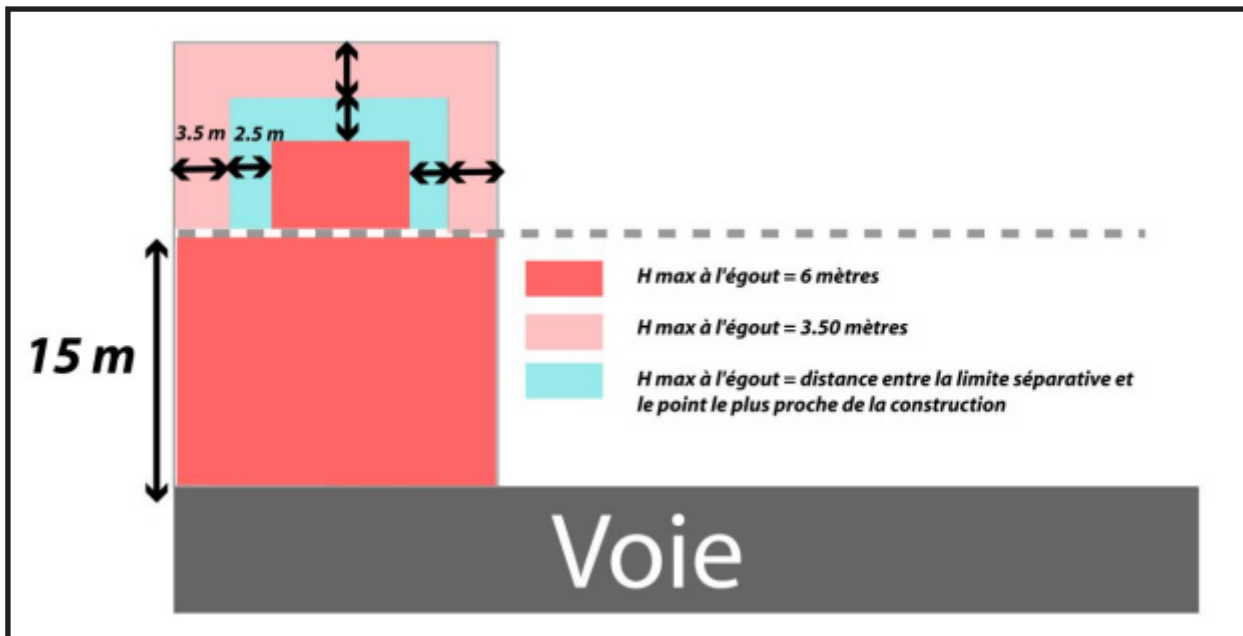 3.5 m 2.5 m
H max à l'égout = 6 mètres
H max à l'égout = 3.50 mètres
15 m
H max à l'égout = distance entre la limite séparative et
le point le plus proche de la construction
Voie